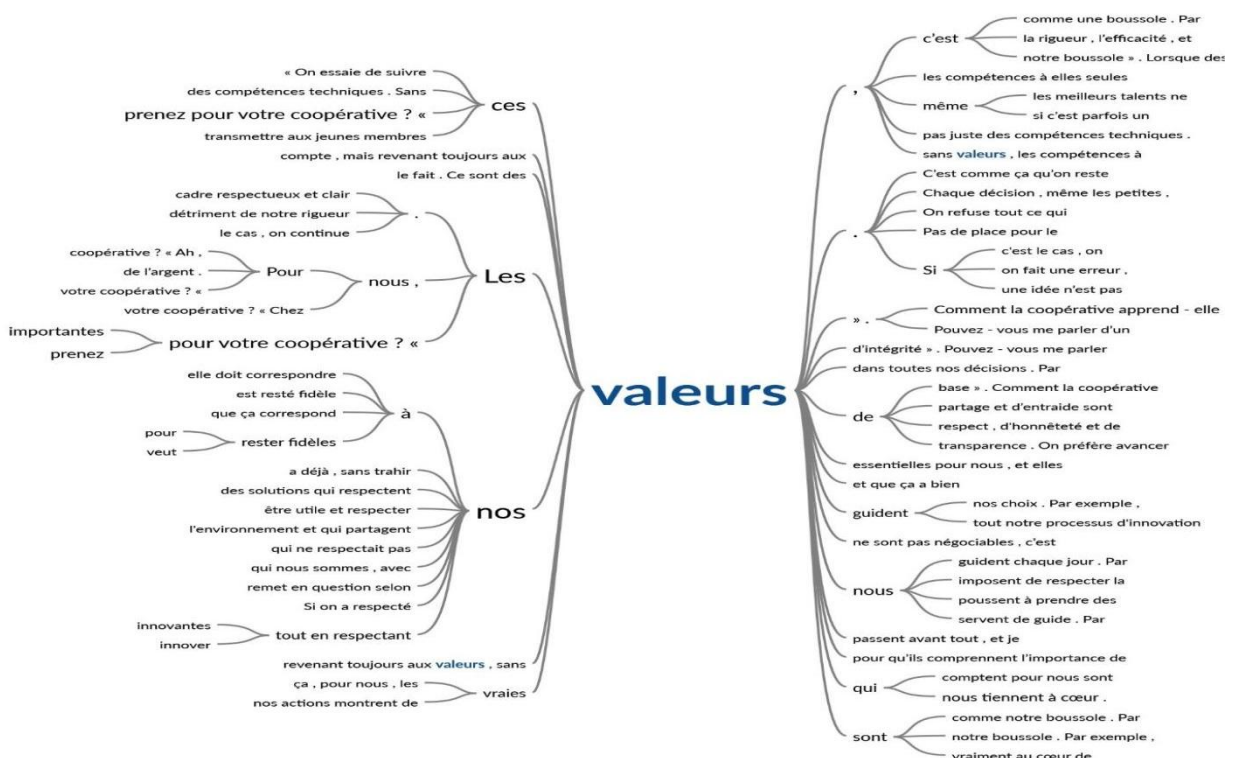 « On essaie de suivre
des compétences techniques . Sans
prenez pour votre coopérative ? «
transmettre aux jeunes membres
ces
compte , mais revenant toujours aux
le fait . Ce sont des
cadre respectueux et clair
détriment de notre rigueur
le cas , on continue
.
coopérative ? « Ah ,
de l'argent .
votre coopérative ? «
Pour
votre coopérative ? « Chez
nous ,
Les
importantes
prenez
pour votre coopérative ? «
elle doit correspondre
est resté fidèle
que ça correspond
pour
veut
rester fidèles
à
a déjà , sans trahir
des solutions qui respectent
être utile et respecter
l'environnement et qui partagent
qui ne respectait pas
qui nous sommes , avec
remet en question selon
Si on a respecté
innovantes
innover
tout en respectant
nos
revenant toujours aux valeurs , sans
ça , pour nous , les
nos actions montrent de
vraies
valeurs
,
c'est
comme une boussole . Par
la rigueur , l'efficacité , et
notre boussole » . Lorsque des
les compétences à elles seules
même
les meilleurs talents ne
si c'est parfois un
pas juste des compétences techniques .
sans valeurs , les compétences à
.
C'est comme ça qu'on reste
Chaque décision , même les petites ,
On refuse tout ce qui
Pas de place pour le
Si
c'est le cas , on
on fait une erreur ,
une idée n'est pas
» .
Comment la coopérative apprend - elle
Pouvez - vous me parler d'un
d'intégrité » . Pouvez - vous me parler
dans toutes nos décisions . Par
de
base » . Comment la coopérative
partage et d'entraide sont
respect , d'honnêteté et de
transparence . On préfère avancer
essentielles pour nous , et elles
et que ça a bien
guident
nos choix . Par exemple ,
tout notre processus d'innovation
ne sont pas négociables , c'est
nous
guident chaque jour . Par
imposent de respecter la
poussent à prendre des
servent de guide . Par
passent avant tout , et je
pour qu'ils comprennent l'importance de
qui
comptent pour nous sont
nous tiennent à cœur .
sont
comme notre boussole . Par
notre boussole . Par exemple ,
vraiment au cœur de